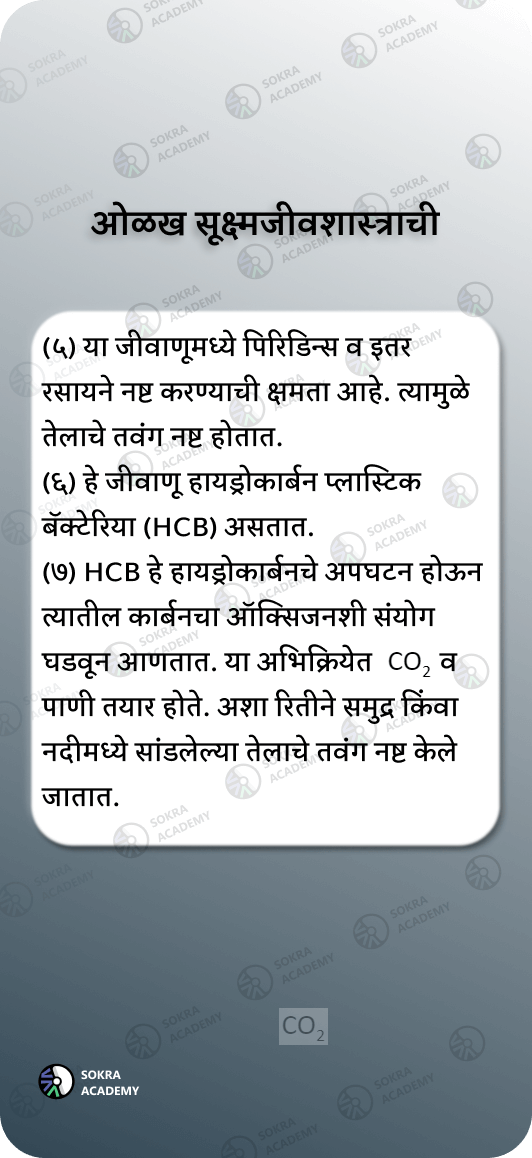 ओळख सूक्ष्मजीवशास्त्राची
(५) या जीवाणूमध्ये पिरिडिन्स व इतर
रसायने नष्ट करण्याची क्षमता आहे. त्यामुळे
तेलाचे तवंग नष्ट होतात.
(६) हे जीवाणू हायड्रोकार्बन प्लास्टिक
बॅक्टेरिया (HCB) असतात.
(७) HCB हे हायड्रोकार्बनचे अपघटन होऊन
त्यातील कार्बनचा ऑक्सिजनशी संयोग
घडवून आणतात. या अभिक्रियेत CO₂ व
पाणी तयार होते. अशा रितीने समुद्र किंवा
नदीमध्ये सांडलेल्या तेलाचे तवंग नष्ट केले
जातात.
CO₂
SOKRA
ACADEMY